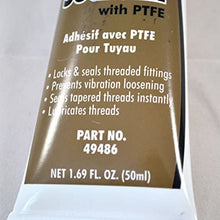 with PTFE
Adhésif avec PTFE
Pour Tuyau
• Locks & seals threaded fittings
• Prevents vibration loosening
• Seals tapered threads instantly
• Lubricates threads
PART NO.
49486
NET 1.69 FL. OZ. (50ml)